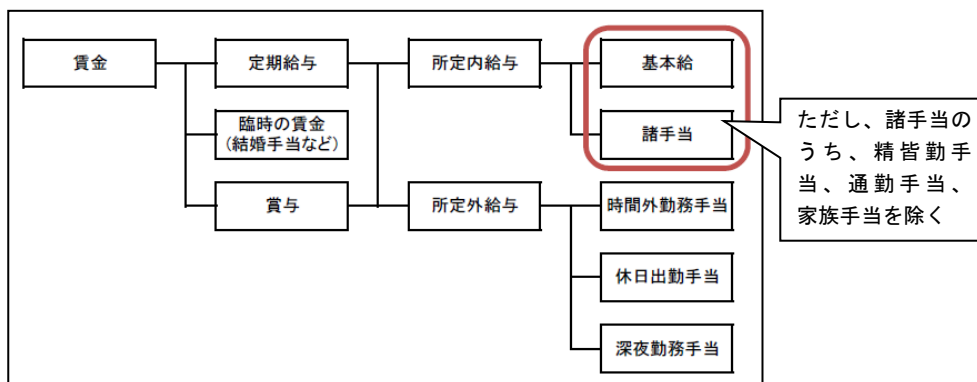 賃金
定期給与
所定内給与
基本給
臨時の賃金
(結婚手当など)
諸手当
ただし、諸手当の
うち、精皆勤手
当、通勤手当、
家族手当を除く
賞与
所定外給与
時間外勤務手当
休日出勤手当
深夜勤務手当